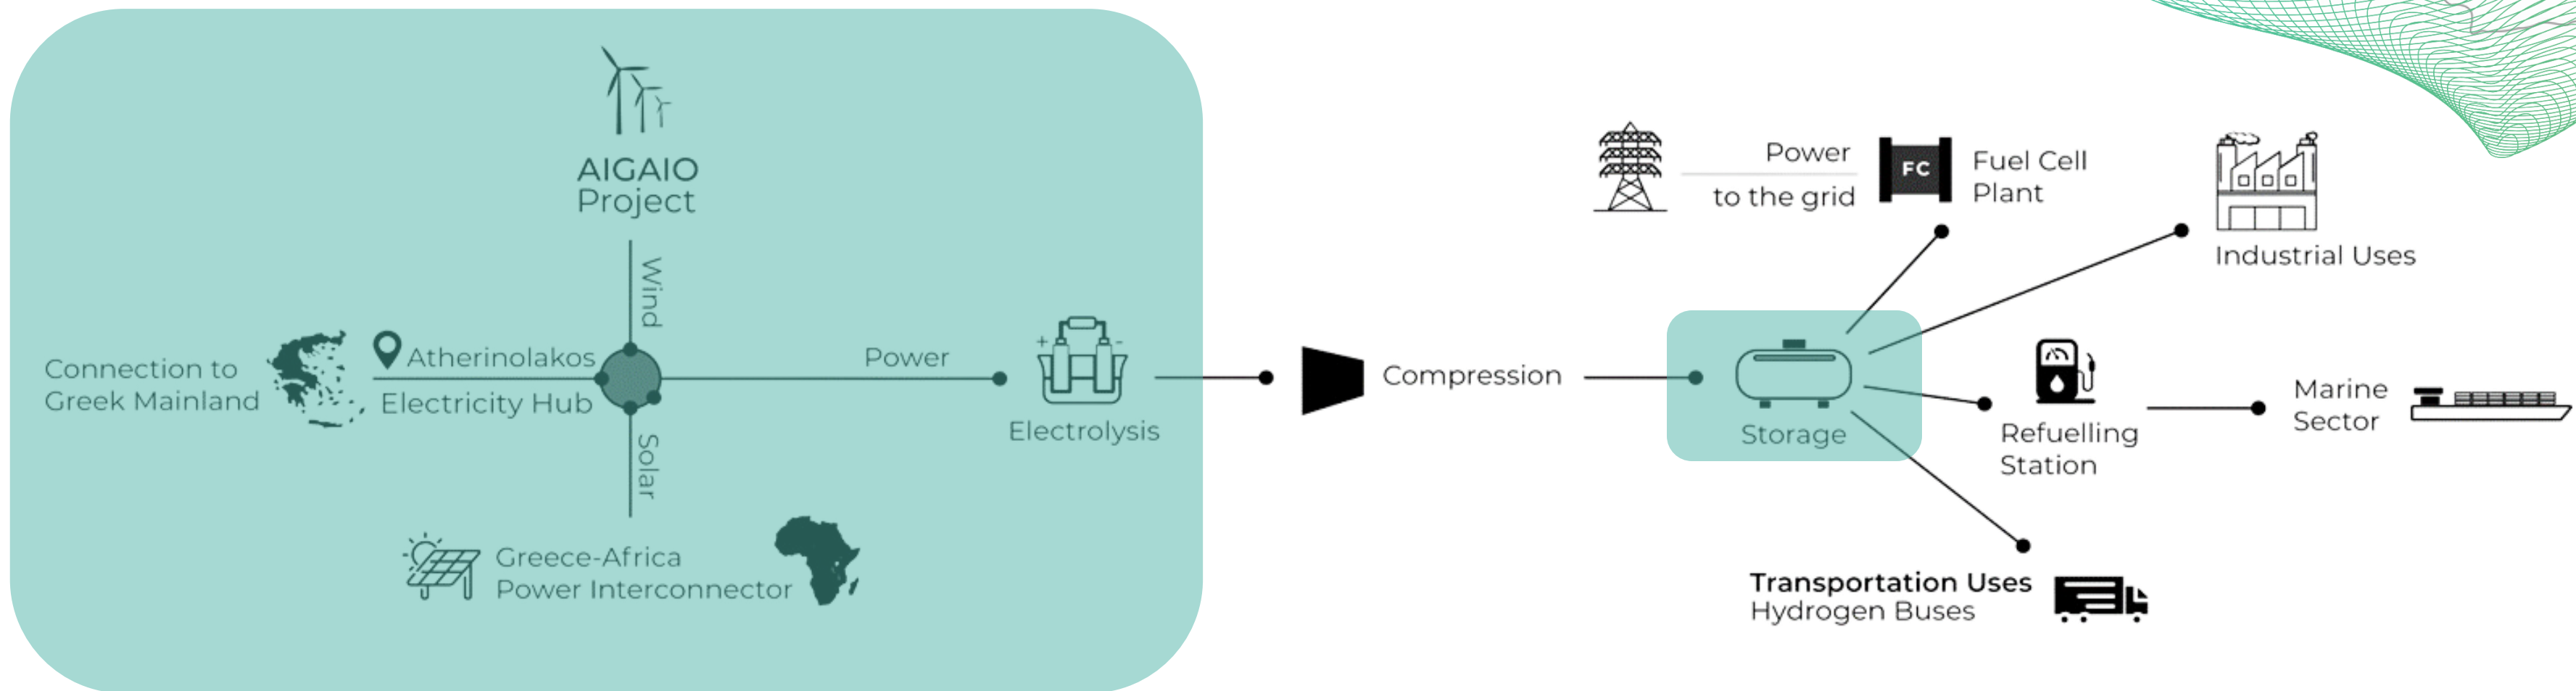 AIGAIO
Project
Wind
Connection to
Greek Mainland
Atherinolakos
Electricity Hub
Power
+ -
Electrolysis
Solar
Greece-Africa
Power Interconnector
Compression
Storage
Power
to the grid
FC
Fuel Cell
Plant
Industrial Uses
Refuelling
Station
Marine
Sector
Transportation Uses
Hydrogen Buses